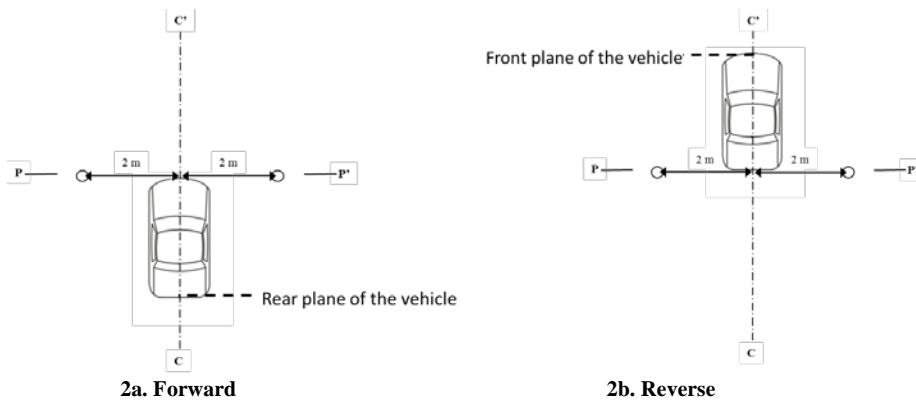 C’
C’
Front plane of the vehicle
2 m
2 m
2 m
2 m
P
P’
P
P’
Rear plane of the vehicle
C
C
2a. Forward
2b. Reverse